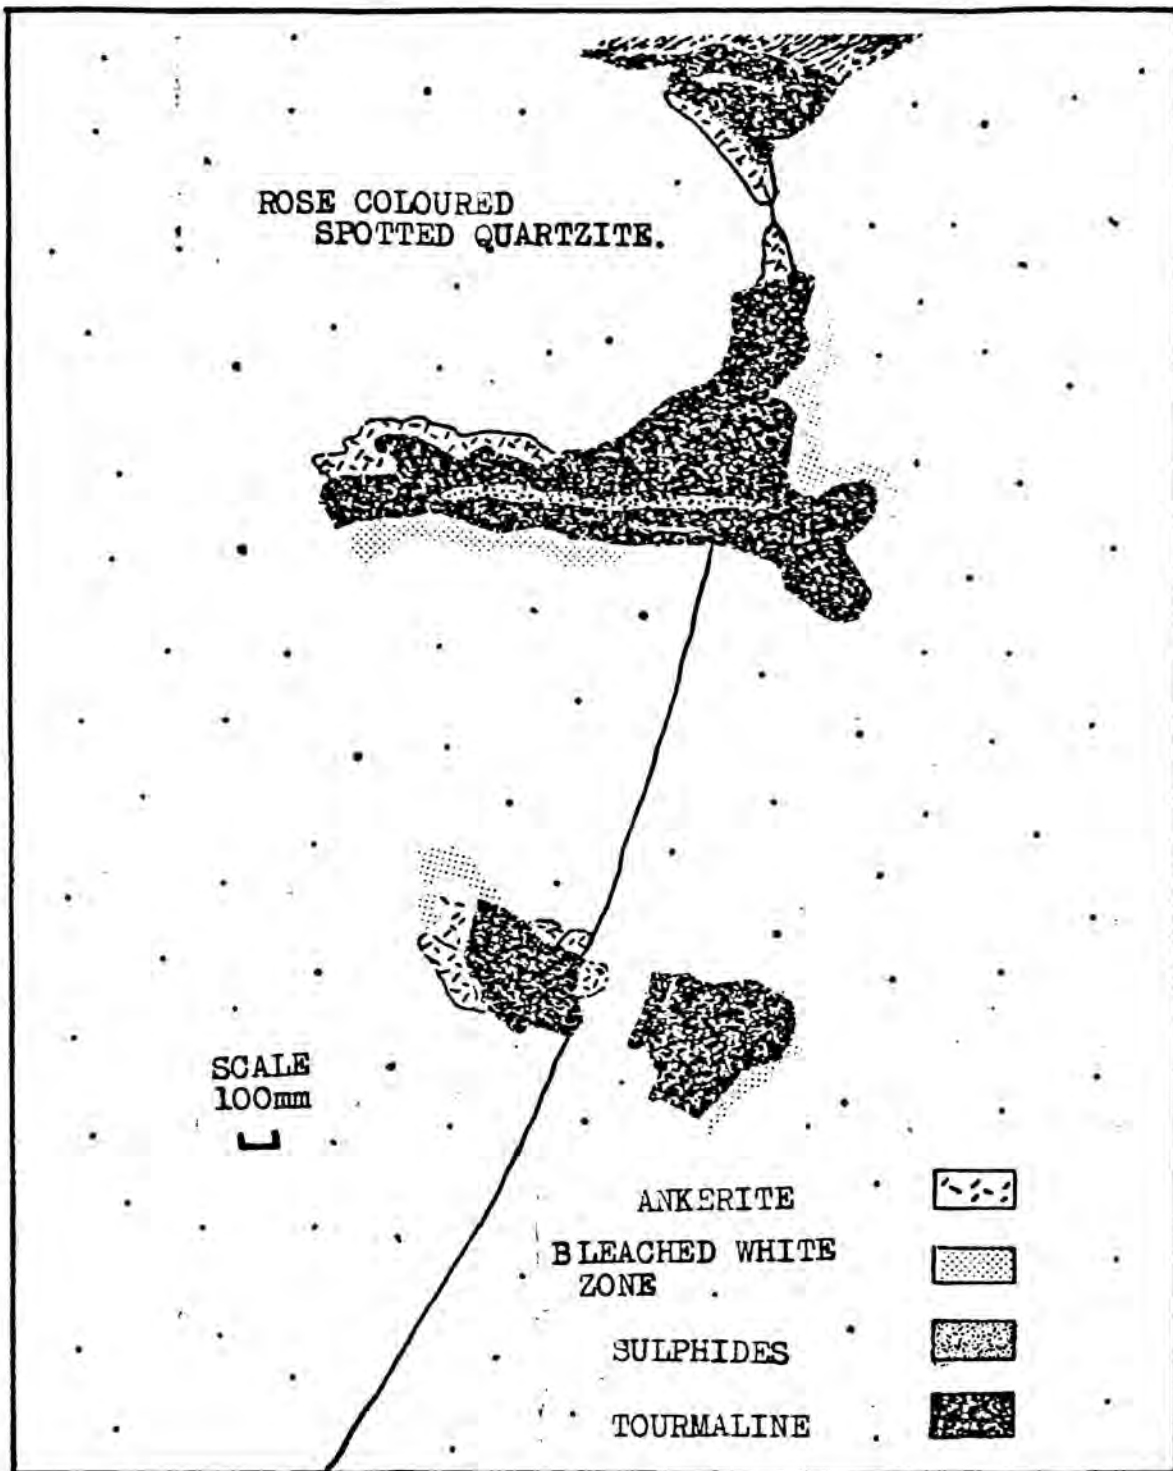 ROSE COLOURED
SPOTTED QUARTZITE.
SCALE
100mm
ANKERITE
BLEACHED WHITE
ZONE
SULPHIDES
TOURMALINE